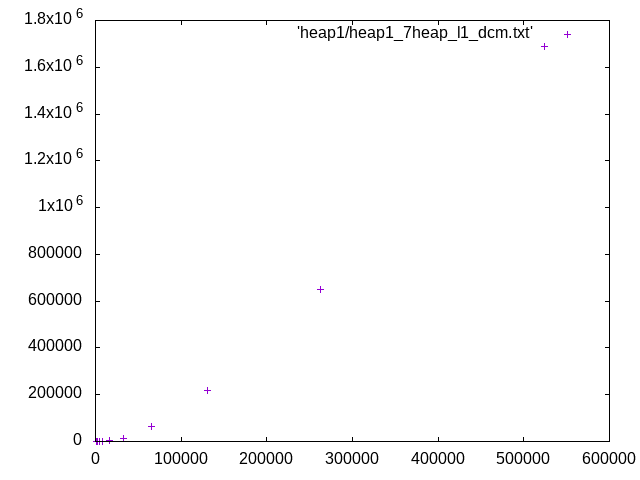 1.8x10 6
'heap1/heap1_7heap_l1_dcm.txt'
1.6x10 6
1.4x10 6
1.2x10 6
1x10 6
800000
600000
400000
200000
0
0 100000 200000 300000 400000 500000 600000